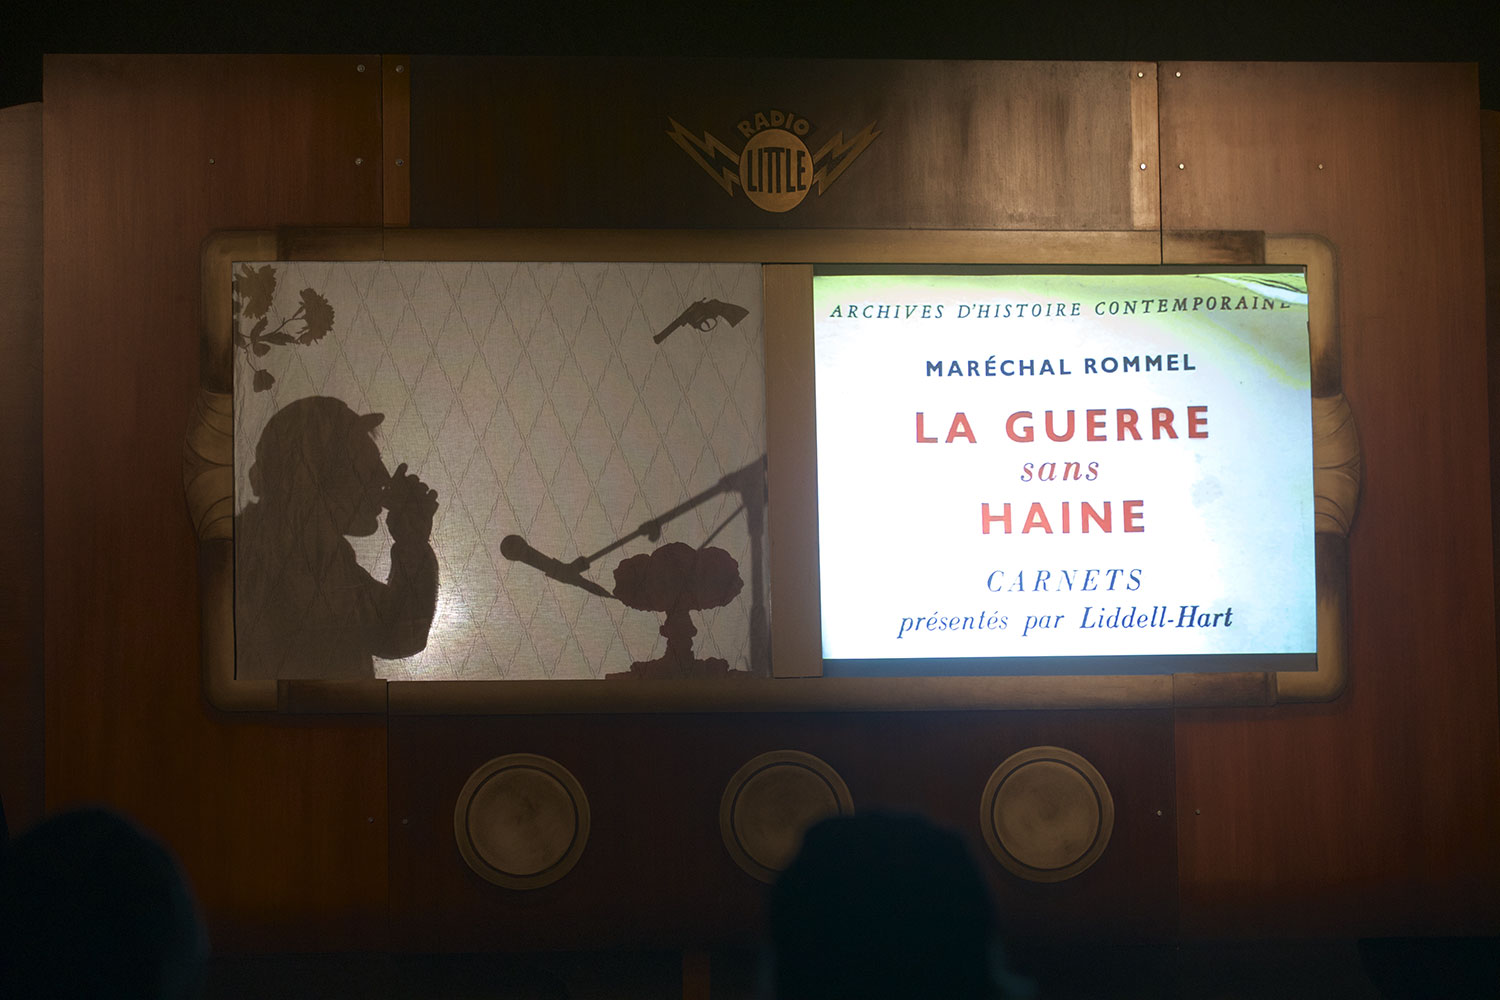 RADIO
LITTLE
ARCHIVES D'HISTOIRE CONTEMPORAINE
MARÉCHAL ROMMEL
LA GUERRE
sans
HAINE
CARNETS
présentés par Liddell-Hart